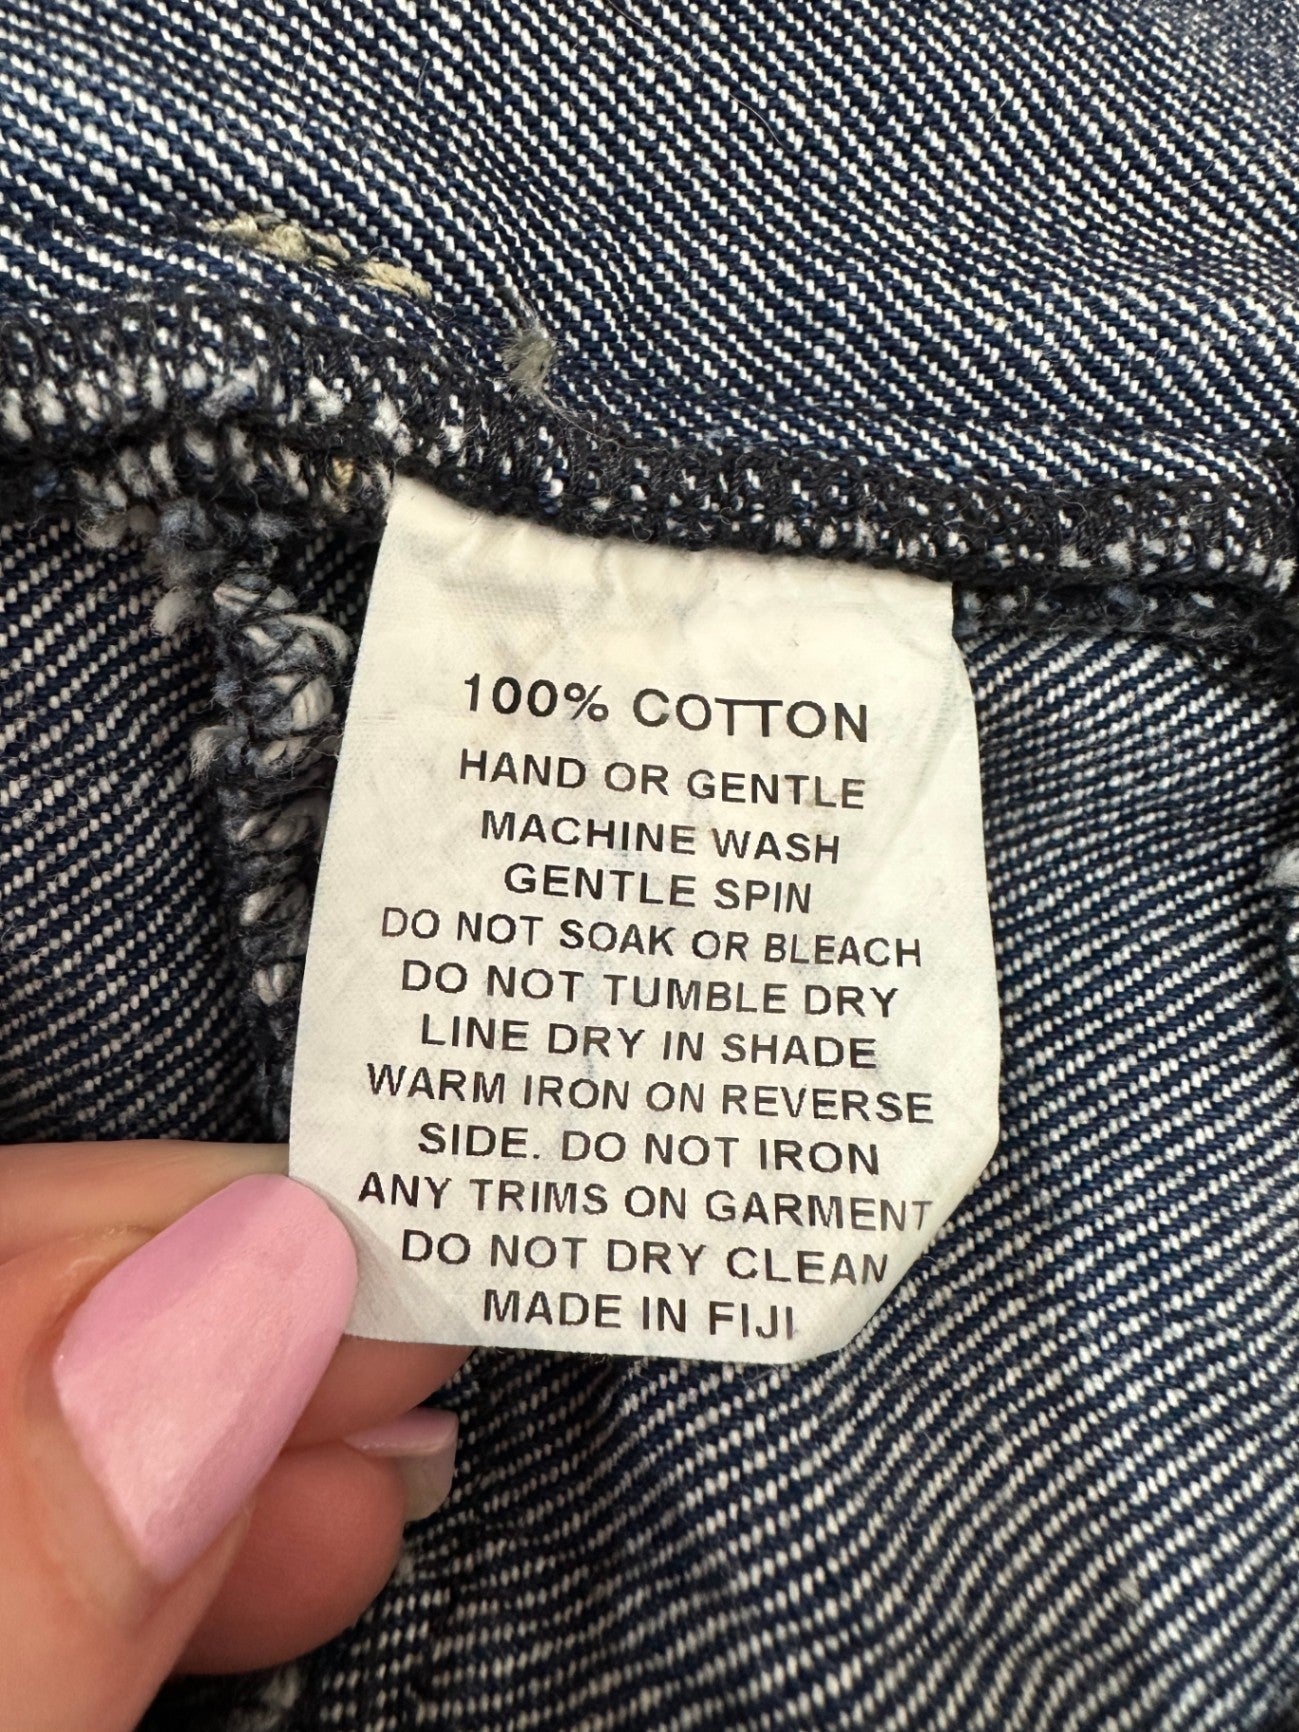 100% COTTON
HAND OR GENTLE
MACHINE WASH
GENTLE SPIN
DO NOT SOAK OR BLEACH
DO NOT TUMBLE DRY
LINE DRY IN SHADE
WARM IRON ON REVERSE
SIDE. DO NOT IRON
ANY TRIMS ON GARMENT
DO NOT DRY CLEAN
MADE IN FIJI